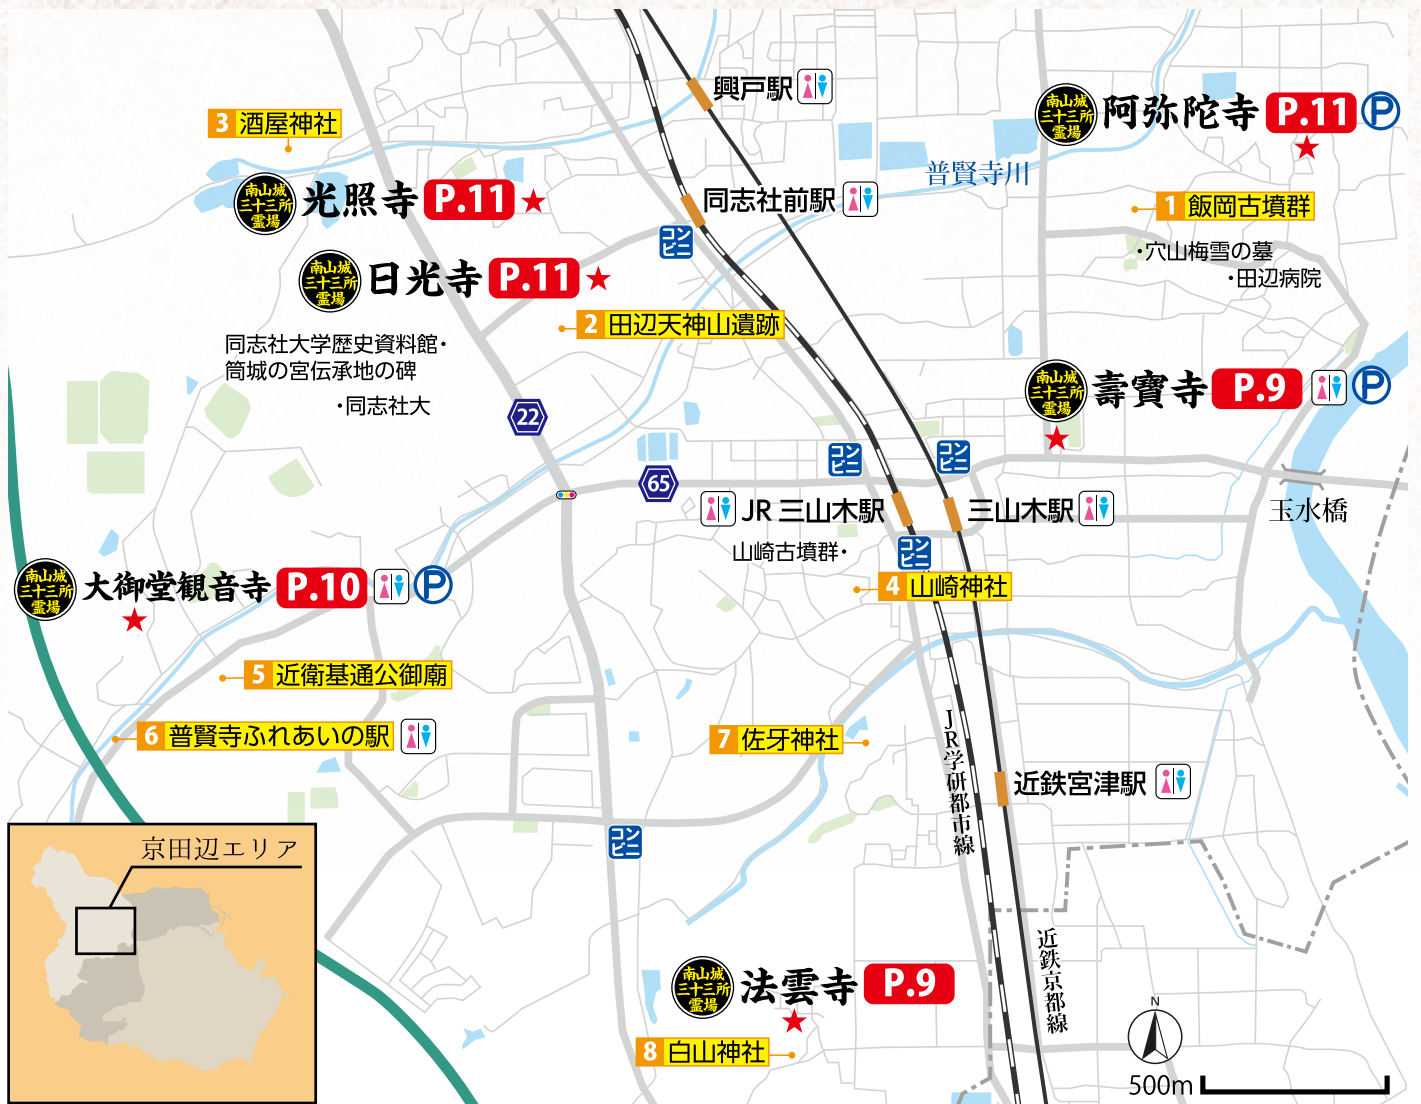 興戸駅
南山城
三十三所
霊場
阿弥陀寺 P.11 P
3 酒屋神社
普賢寺川
南山城
三十三所
霊場
光照寺 P.11
同志社前駅
1 飯岡古墳群
コン
ビニ
・穴山梅雪の墓
・田辺病院
南山城
三十三所
霊場
日光寺 P.11
2 田辺天神山遺跡
同志社大学歴史資料館・
筒城の宮伝承地の碑
・同志社大
南山城
三十三所
霊場
壽寶寺 P.9 P
22
コン
ビニ
コン
ビニ
65
JR 三山木駅
三山木駅
玉水橋
山崎古墳群・
コン
ビニ
4 山崎神社
南山城
三十三所
霊場
大御堂観音寺 P.10 P
5 近衛基通公御廟
6 普賢寺ふれあいの駅
7 佐牙神社
JR学研都市線
近鉄宮津駅
コン
ビニ
京田辺エリア
近鉄京都線
南山城
三十三所
霊場
法雲寺 P.9
8 白山神社
N
500m